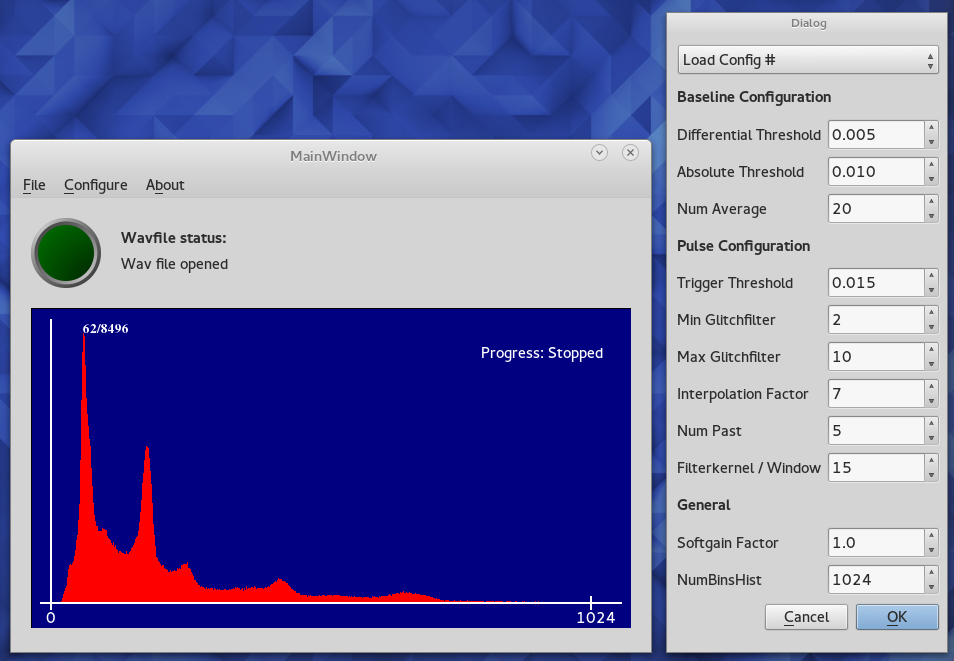 MainWindow
File Configure About
Wavfile status:
Wav file opened
62/8496
Progress: Stopped
0 1024
Dialog
Load Config #
Baseline Configuration
Differential Threshold 0.005
Absolute Threshold 0.010
Num Average 20
Pulse Configuration
Trigger Threshold 0.015
Min Glitchfilter 2
Max Glitchfilter 10
Interpolation Factor 7
Num Past 5
Filterkernel / Window 15
General
Softgain Factor 1.0
NumBinsHist 1024
Cancel OK